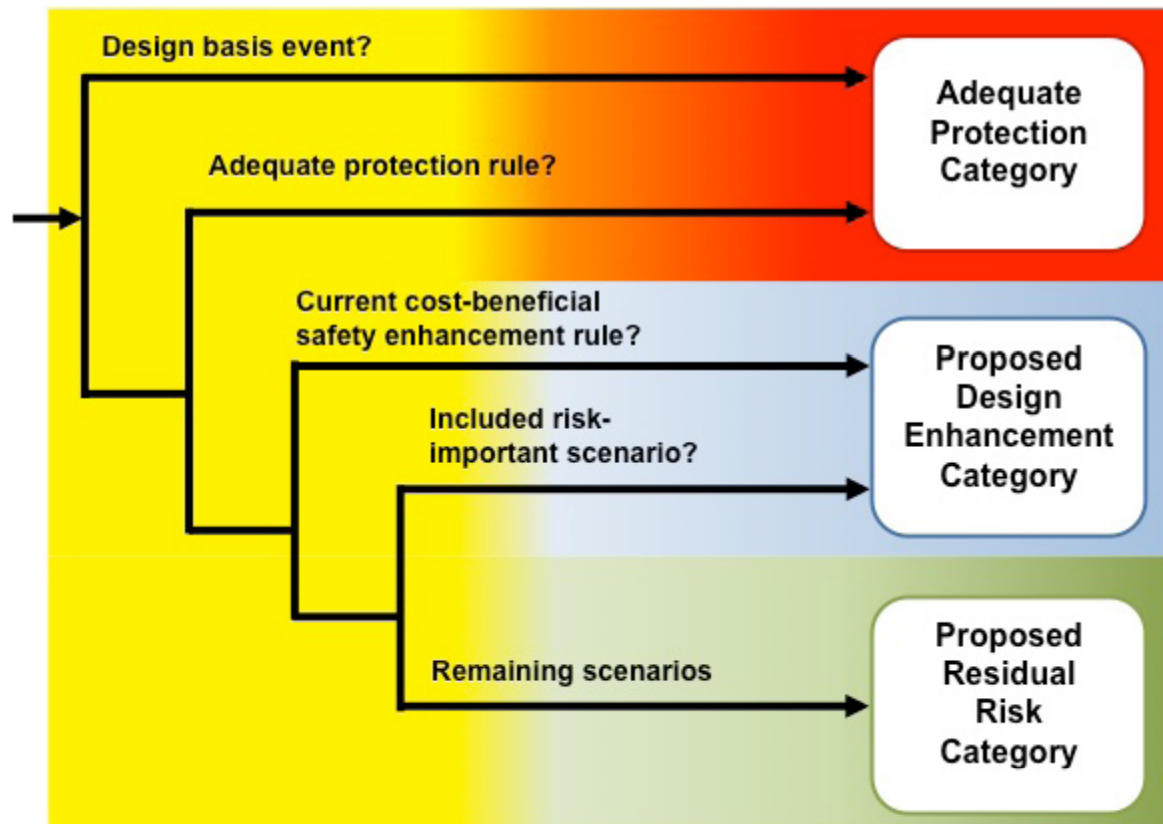 Design basis event?
Adequate
Protection
Category
Adequate protection rule?
Current cost-beneficial
safety enhancement rule?
Proposed
Design
Enhancement
Category
Included risk-
important scenario?
Remaining scenarios
Proposed
Residual
Risk
Category